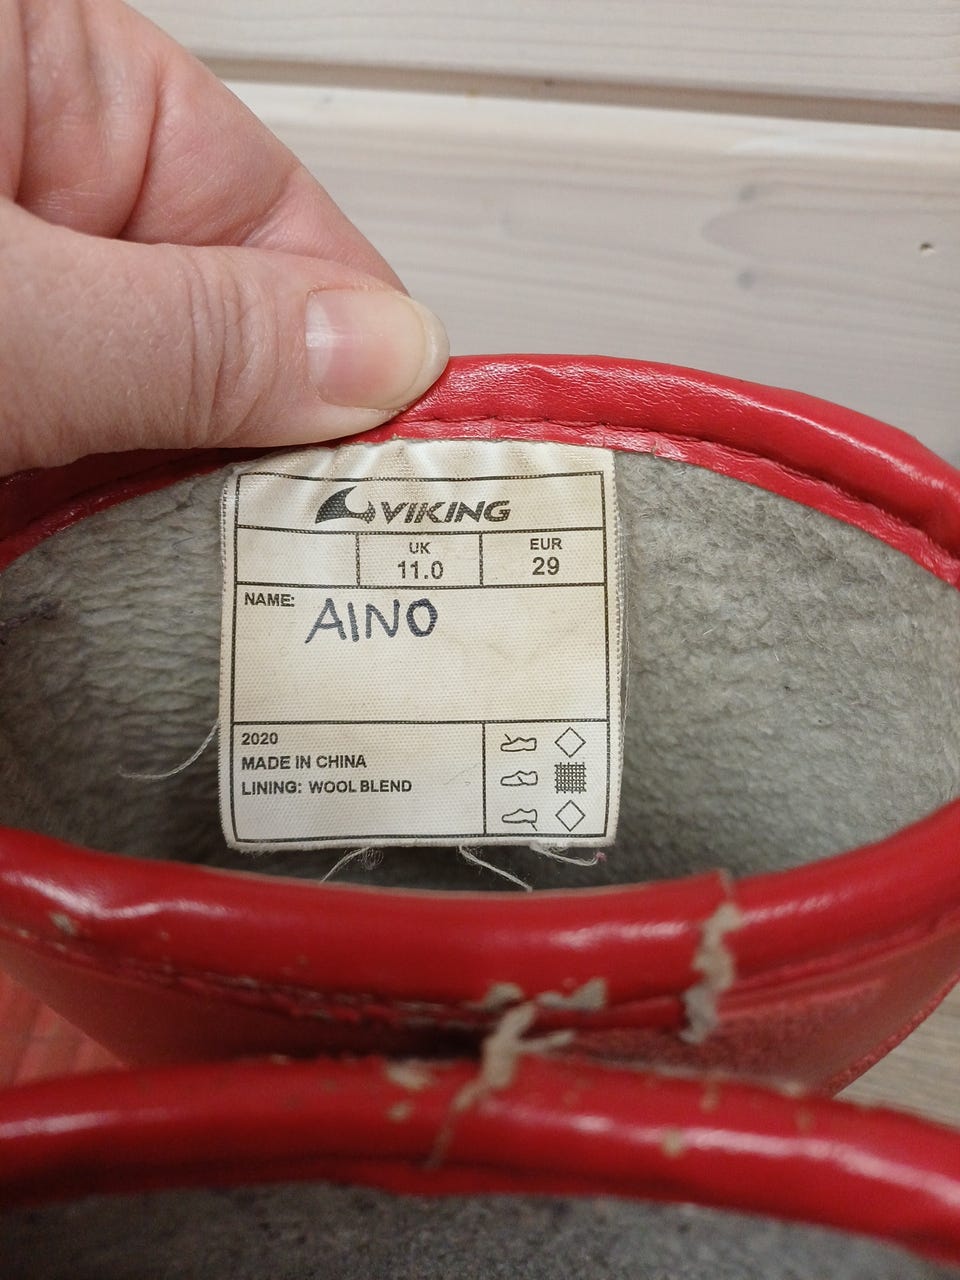 VIKING
UK EUR
11.0 29
NAME: AINO
2020
MADE IN CHINA
LINING: WOOL BLEND